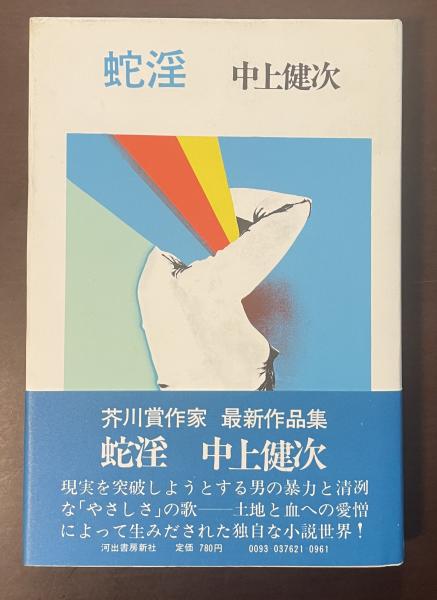 蛇淫 中上健次
芥川賞作家 最新作品集
蛇淫 中上健次
現実を突破しようとする男の暴力と清冽
な「やさしさ」の歌――土地と血への愛憎
によって生みだされた独自な小説世界!
河出書房新社 定価 780円 0093-037621-0961